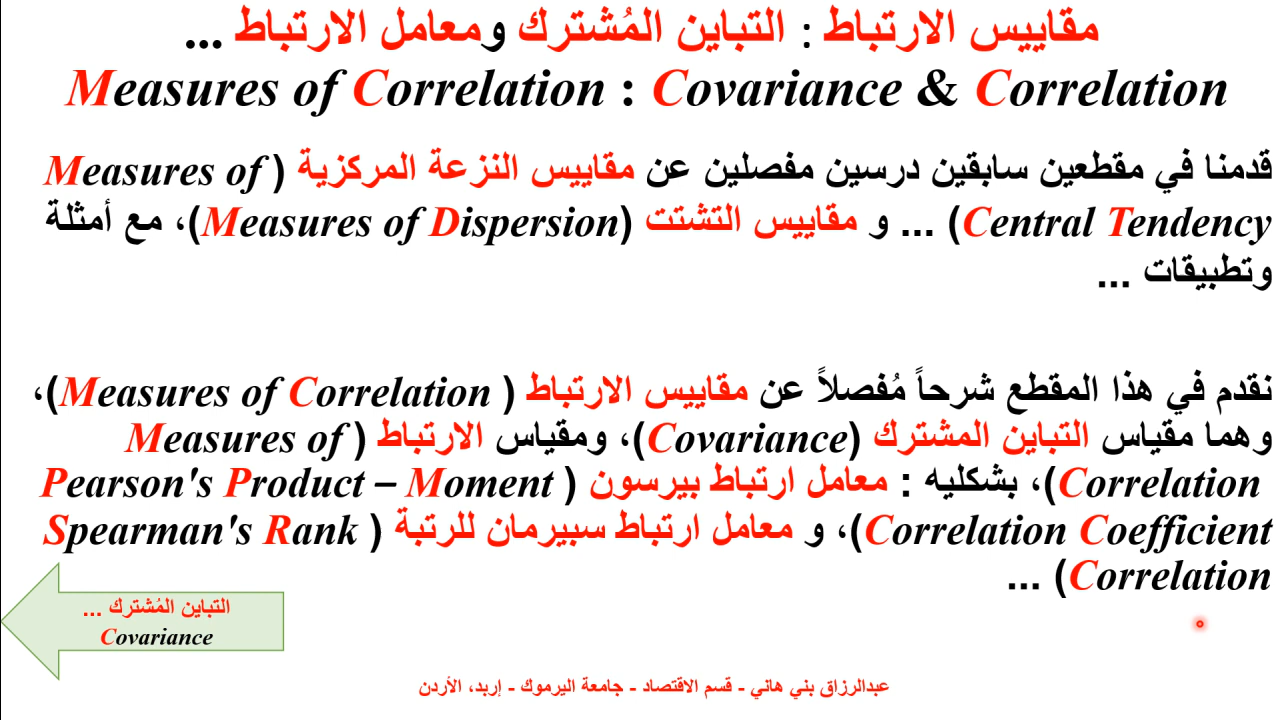 مقاييس الارتباط : التباين المُشترك ومعامل الارتباط ...
Measures of Correlation : Covariance & Correlation
قدمنا في مقطعين سابقين درسين مفصلين عن مقاييس النزعة المركزية (Measures of
Central Tendency) ... و مقاييس التشتت (Measures of Dispersion)، مع أمثلة
وتطبيقات ...
نقدم في هذا المقطع شرحاً مُفصلاً عن مقاييس الارتباط (Measures of Correlation)،
وهما مقياس التباين المشترك (Covariance)، ومقياس الارتباط (Measures of
Correlation)، بشكليه : معامل ارتباط بيرسون (Pearson's Product – Moment
Correlation Coefficient)، و معامل ارتباط سبيرمان للرتبة (Spearman's Rank
Correlation) ...
التباين المُشترك ...
Covariance
عبدالرزاق بني هاني - قسم الاقتصاد - جامعة اليرموك - إربد، الأردن